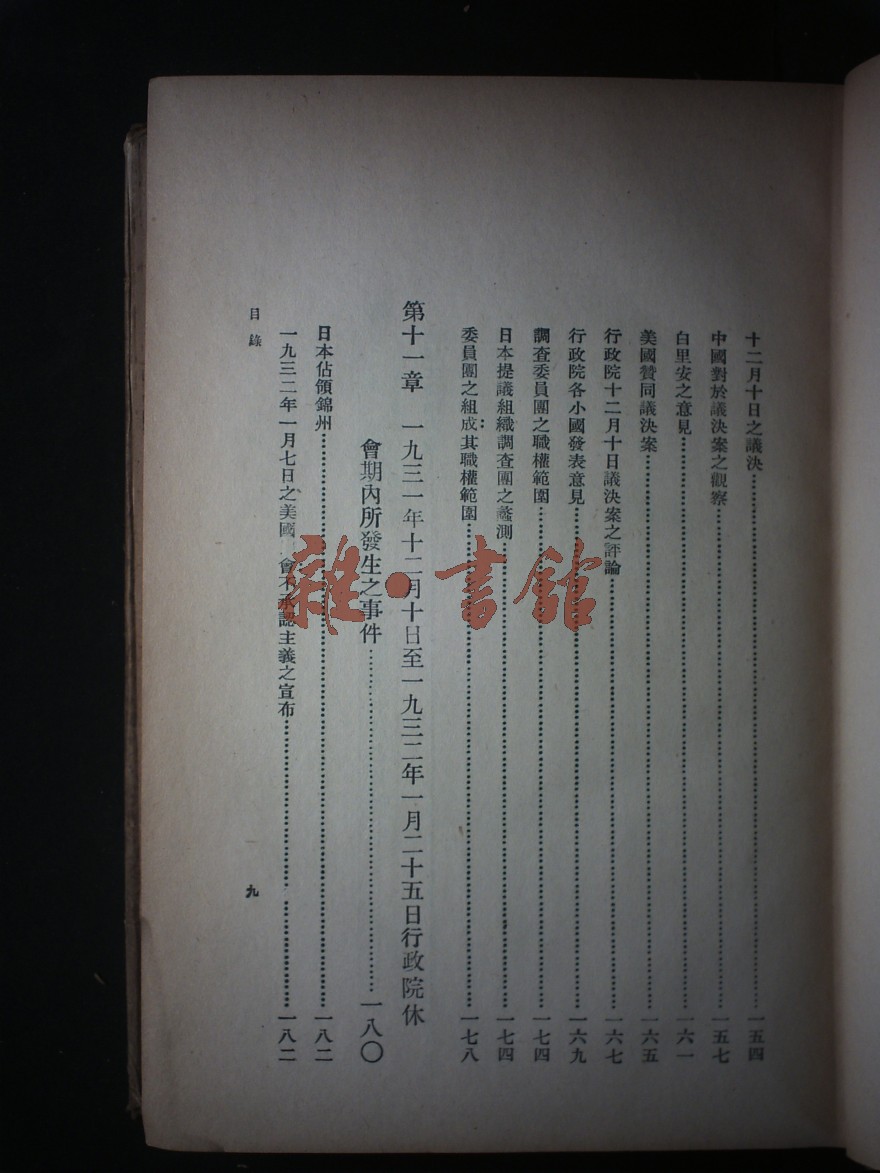 十二月十日之議決…一五四
中國對於議決案之觀察…一五七
白里安之意見…一六一
美國贊同議決案…一六五
行政院十二月十日議決案之評論…一六七
行政院各小國發表意見…一六九
調查委員團之職權範圍…一七四
日本提議組織調查團之蠡測…一七四
委員團之組成其職權範圍…一七八
第十一章 一九三一年十二月十日至一九三二年一月二十五日行政院休
會期內所發生之事件…一八〇
日本佔領錦州…一八二
一九三二年一月七日之美國 會不承認主義之宣布…一八二
目錄
九
雜·書館